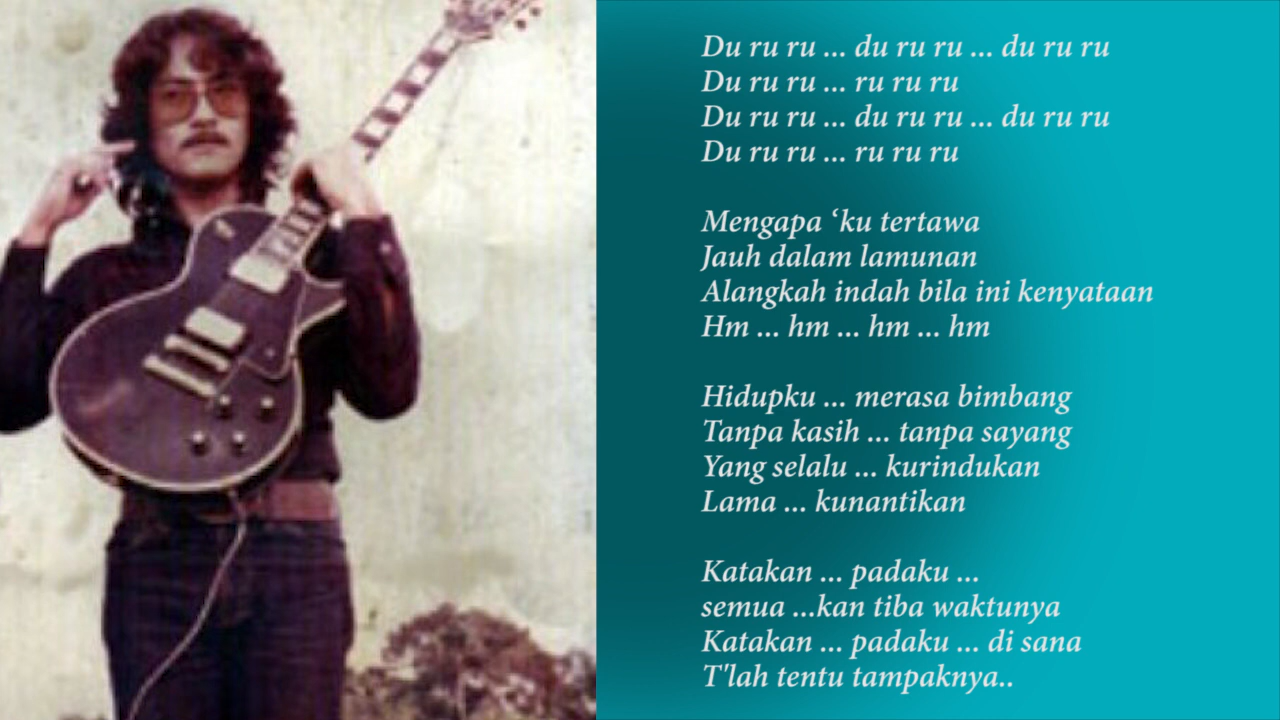 Du ru ru ... du ru ru ... du ru ru
Du ru ru ... ru ru ru
Du ru ru ... du ru ru ... du ru ru
Du ru ru ... ru ru ru
Mengapa ‘ku tertawa
Jauh dalam lamunan
Alangkah indah bila ini kenyataan
Hm ... hm ... hm ... hm
Hidupku ... merasa bimbang
Tanpa kasih ... tanpa sayang
Yang selalu ... kurindukan
Lama ... kunantikan
Katakan ... padaku ...
semua ...kan tiba waktunya
Katakan ... padaku ... di sana
T'lah tentu tampaknya..